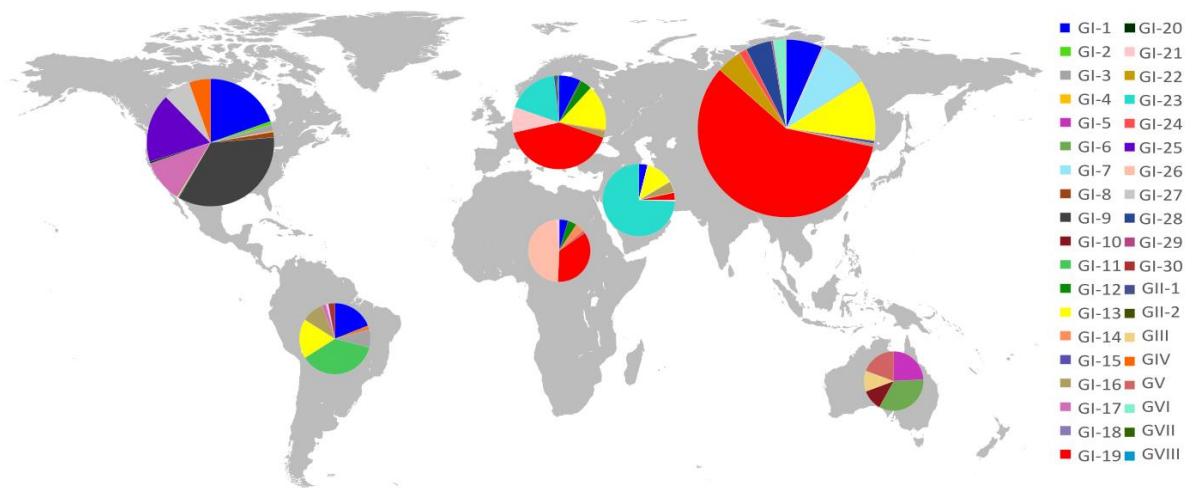 GI-1 GI-20
GI-2 GI-21
GI-3 GI-22
GI-4 GI-23
GI-5 GI-24
GI-6 GI-25
GI-7 GI-26
GI-8 GI-27
GI-9 GI-28
GI-10 GI-29
GI-11 GI-30
GI-12 GII-1
GI-13 GII-2
GI-14 GIII
GI-15 GIV
GI-16 GV
GI-17 GVI
GI-18 GVII
GI-19 GVIII